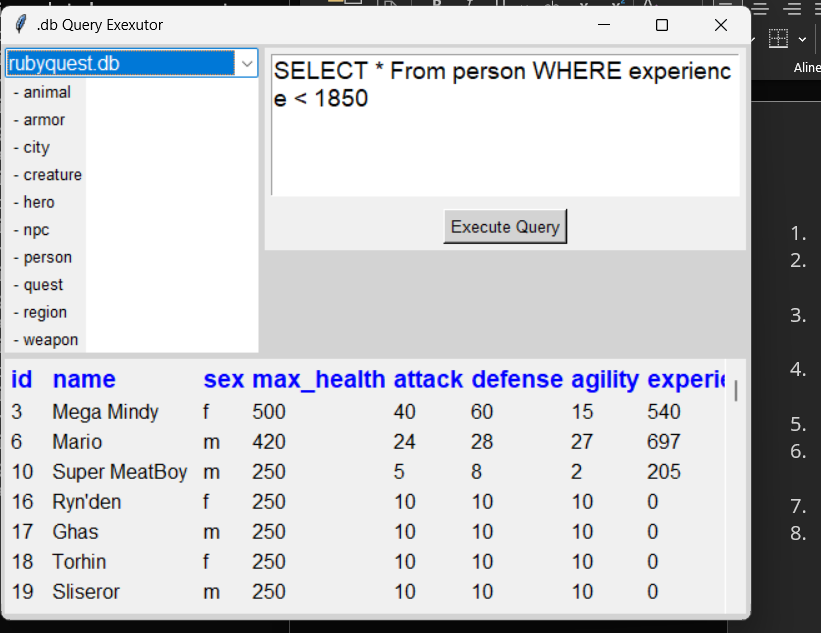 .db Query Exexutor
rubyquest.db
- animal
- armor
- city
- creature
- hero
- npc
- person
- quest
- region
- weapon
SELECT * From person WHERE experienc
e < 1850
Execute Query
id name sex max_health attack defense agility experie
3 Mega Mindy f 500 40 60 15 540
6 Mario m 420 24 28 27 697
10 Super MeatBoy m 250 5 8 2 205
16 Ryn'den f 250 10 10 10 0
17 Ghas m 250 10 10 10 0
18 Torhin f 250 10 10 10 0
19 Sliseror m 250 10 10 10 0
Aline
1.
2.
3.
4.
5.
6.
7.
8.